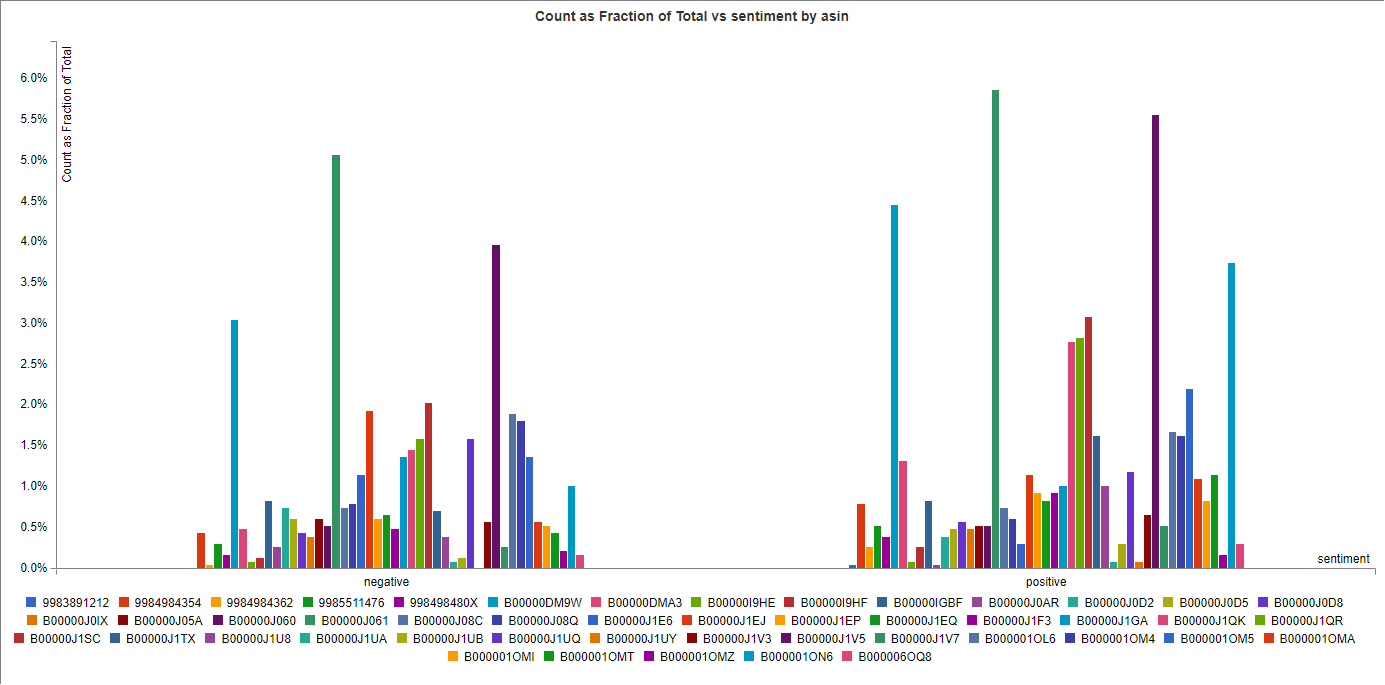 Count as Fraction of Total vs sentiment by asin
Count as Fraction of Total
6.0%
5.5%
5.0%
4.5%
4.0%
3.5%
3.0%
2.5%
2.0%
1.5%
1.0%
0.5%
0.0%
sentiment
negative positive
9983891212 9984984354 9984984362 9985511476 998498480X B00000DM9W B00000DMA3 B00000I9HE B00000I9HF B00000IGBF B00000J0AR B00000J0D2 B00000J0D5 B00000J0D8
B00000J0IX B00000J05A B00000J060 B00000J061 B00000J08C B00000J08Q B00000J1E6 B00000J1EJ B00000J1EP B00000J1EQ B00000J1F3 B00000J1GA B00000J1QK B00000J1QR
B00000J1SC B00000J1TX B00000J1U8 B00000J1UA B00000J1UB B00000J1UQ B00000J1UY B00000J1V3 B00000J1V5 B00000J1V7 B000001OL6 B000001OM4 B000001OM5 B000001OMA
B000001OMI B000001OMT B000001OMZ B000001ON6 B000006OQ8